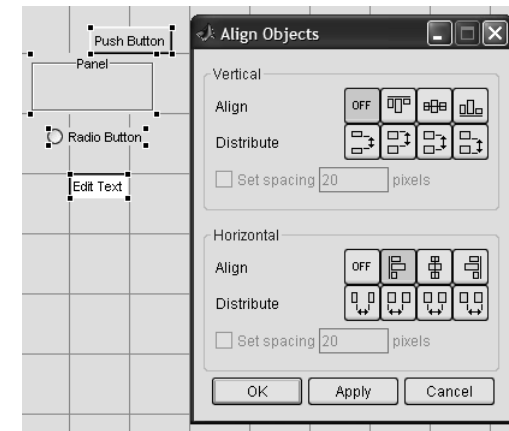 Push Button
Panel
Radio Button
Edit Text
Align Objects
Vertical
Align OFF
Distribute
Set spacing 20 pixels
Horizontal
Align OFF
Distribute
Set spacing 20 pixels
OK Apply Cancel